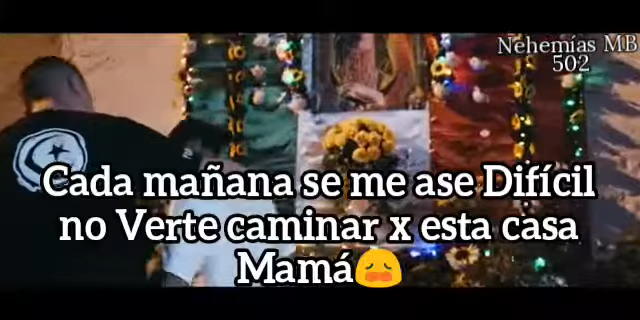 Nehemías MB
502
Cada mañana se me ase Difícil
no Verte caminar x esta casa
Mamá😩